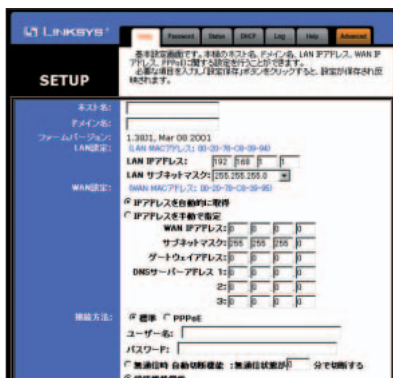 LINKSYS
Setup Password Status DHCP Log Help Advanced
SETUP
基本設定画面です。本機のホスト名、ドメイン名、LAN IPアドレス、WAN IPアドレス、PPPoEに関する設定を行うことができます。
必要な項目を入力し「設定保存」ボタンをクリックすると、設定が保存され反映されます。
ホスト名:
ドメイン名:
ファームバージョン: 1.38J1, Mar 08 2001
LAN設定: (LAN MACアドレス: 00-20-78-C8-39-94)
LAN IPアドレス: 192 168 1 1
LAN サブネットマスク: 255.255.255.0
WAN設定: (WAN MACアドレス: 00-20-78-C8-39-95)
IPアドレスを自動的に取得
IPアドレスを手動で指定
WAN IPアドレス: 0 0 0 0
サブネットマスク: 255 255 255 0
ゲートウェイアドレス: 0 0 0 0
DNSサーバーアドレス 1: 0 0 0 0
2: 0 0 0 0
3: 0 0 0 0
接続方法: 標準 PPPoE
ユーザー名:
パスワード:
無通信時 自動切断機能 :無通信状態が 0 分で切断する